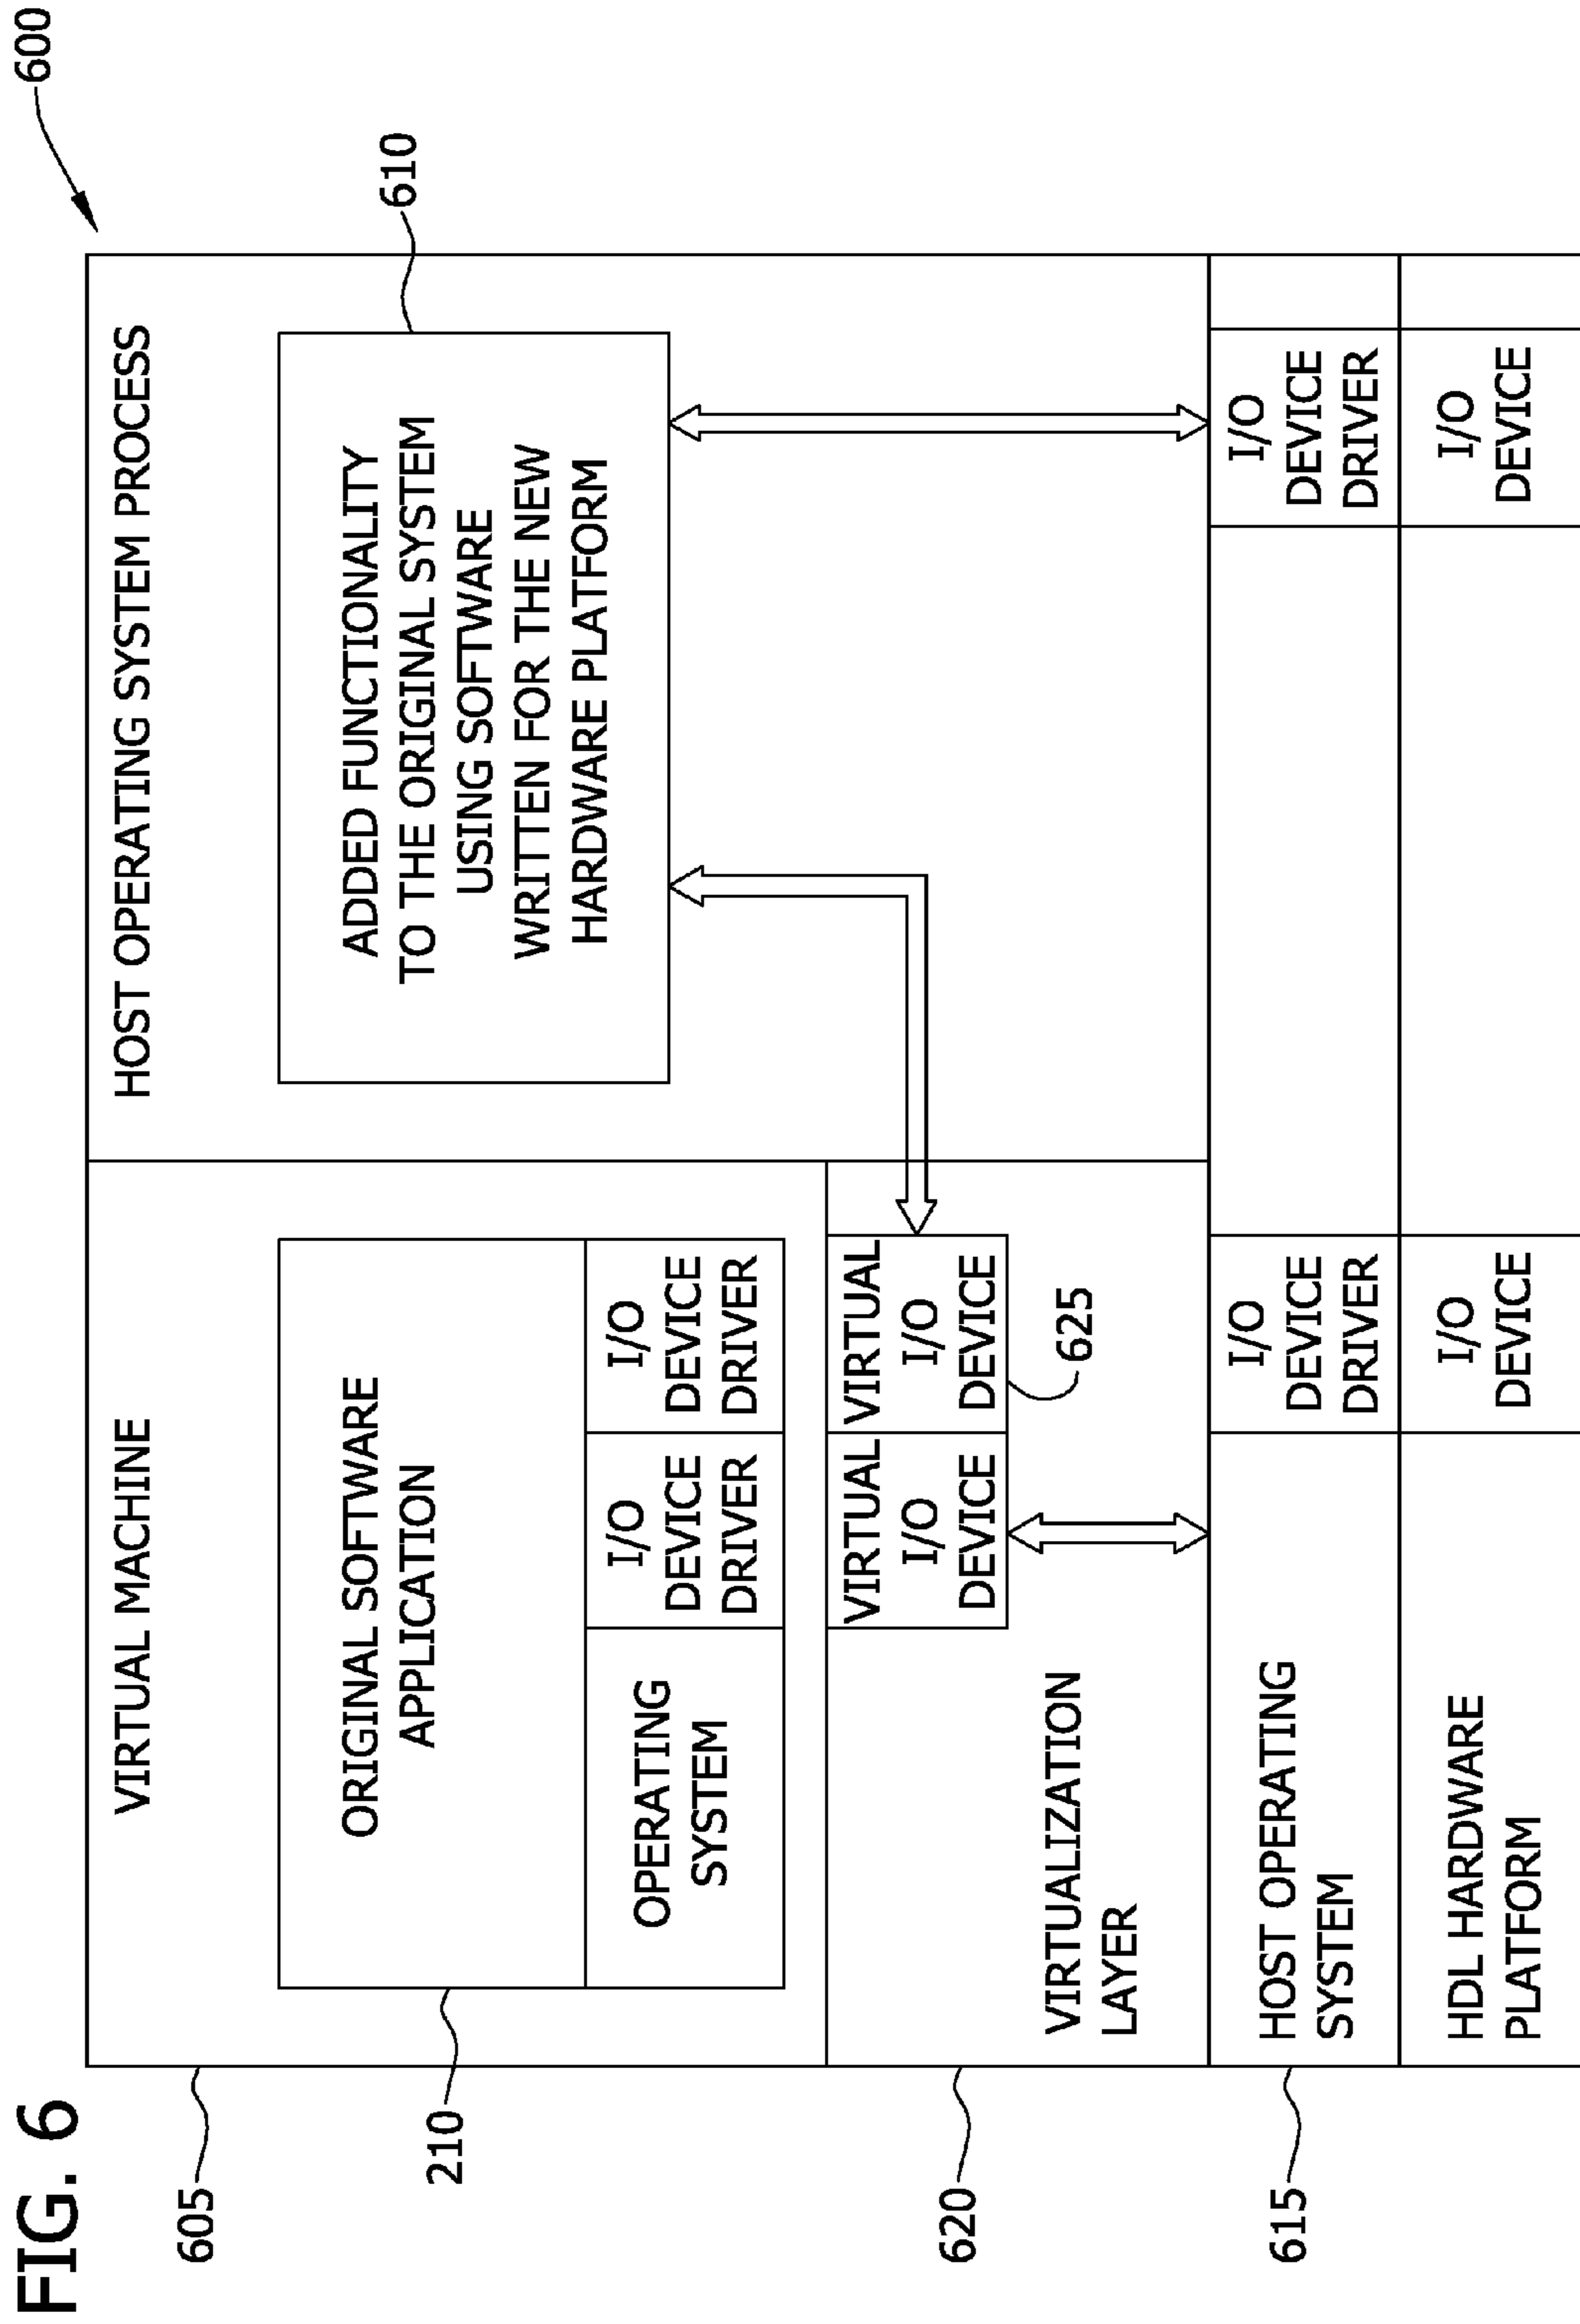 FIG. 6
600
605
VIRTUAL MACHINE
HOST OPERATING SYSTEM PROCESS
210
ORIGINAL SOFTWARE
APPLICATION
OPERATING
SYSTEM
I/O
DEVICE
DRIVER
I/O
DEVICE
DRIVER
610
ADDED FUNCTIONALITY
TO THE ORIGINAL SYSTEM
USING SOFTWARE
WRITTEN FOR THE NEW
HARDWARE PLATFORM
620
VIRTUALIZATION
LAYER
VIRTUAL
I/O
DEVICE
VIRTUAL
I/O
DEVICE
625
615
HOST OPERATING
SYSTEM
I/O
DEVICE
DRIVER
I/O
DEVICE
DRIVER
HDL HARDWARE
PLATFORM
I/O
DEVICE
I/O
DEVICE